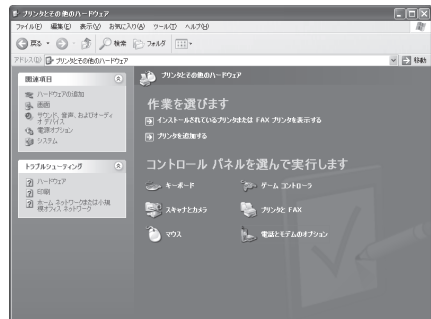 プリンタとその他のハードウェア
ファイル(F) 編集(E) 表示(V) お気に入り(A) ツール(T) ヘルプ(H)
戻る 検索 フォルダ
アドレス(D) プリンタとその他のハードウェア 移動
関連項目
ハードウェアの追加
画面
サウンド、音声、およびオーディオ デバイス
電源オプション
システム
トラブルシューティング
ハードウェア
印刷
ホーム ネットワークまたは小規模オフィス ネットワーク
プリンタとその他のハードウェア
作業を選びます
インストールされているプリンタまたは FAX プリンタを表示する
プリンタを追加する
コントロール パネルを選んで実行します
キーボード
ゲーム コントローラ
スキャナとカメラ
プリンタと FAX
マウス
電話とモデムのオプション